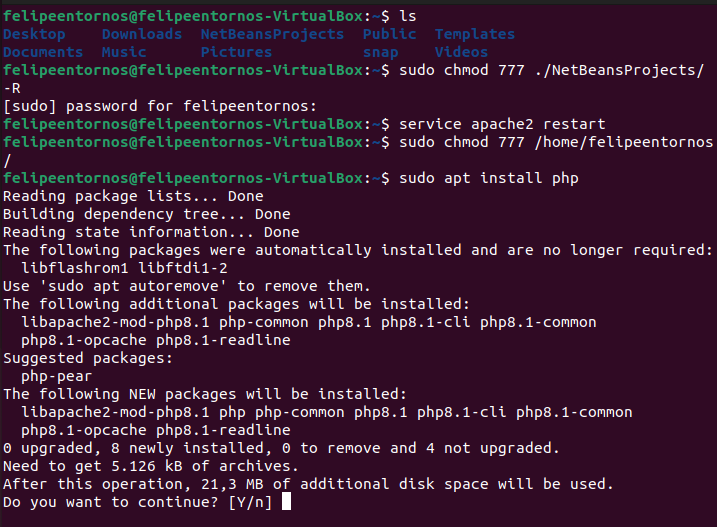 felipeentornos@felipeentornos-VirtualBox:~$ ls
Desktop Downloads NetBeansProjects Public Templates
Documents Music Pictures snap Videos
felipeentornos@felipeentornos-VirtualBox:~$ sudo chmod 777 ./NetBeansProjects/
-R
[sudo] password for felipeentornos:
felipeentornos@felipeentornos-VirtualBox:~$ service apache2 restart
felipeentornos@felipeentornos-VirtualBox:~$ sudo chmod 777 /home/felipeentornos
/
felipeentornos@felipeentornos-VirtualBox:~$ sudo apt install php
Reading package lists... Done
Building dependency tree... Done
Reading state information... Done
The following packages were automatically installed and are no longer required:
libflashrom1 libftdi1-2
Use 'sudo apt autoremove' to remove them.
The following additional packages will be installed:
libapache2-mod-php8.1 php-common php8.1 php8.1-cli php8.1-common
php8.1-opcache php8.1-readline
Suggested packages:
php-pear
The following NEW packages will be installed:
libapache2-mod-php8.1 php php-common php8.1 php8.1-cli php8.1-common
php8.1-opcache php8.1-readline
0 upgraded, 8 newly installed, 0 to remove and 4 not upgraded.
Need to get 5.126 kB of archives.
After this operation, 21,3 MB of additional disk space will be used.
Do you want to continue? [Y/n]